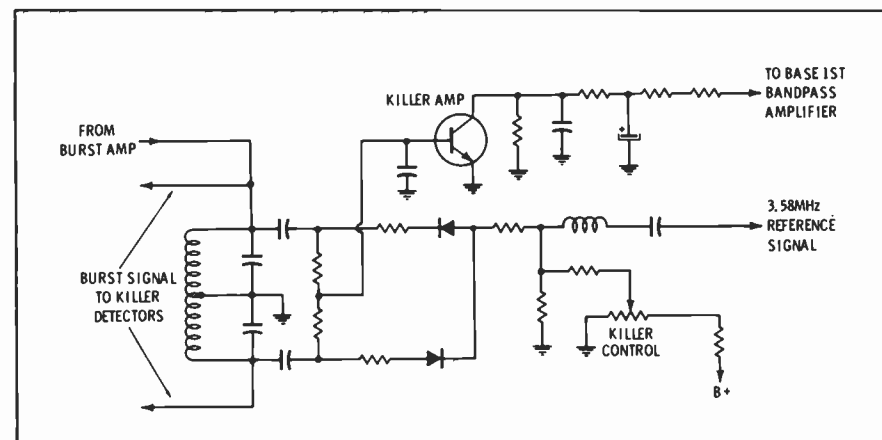 TO BASE 1ST
BANDPASS
AMPLIFIER
KILLER AMP
FROM
BURST AMP
+
3.58MHz
REFERENCE
SIGNAL
BURST SIGNAL
TO KILLER
DETECTORS
KILLER
CONTROL
B+